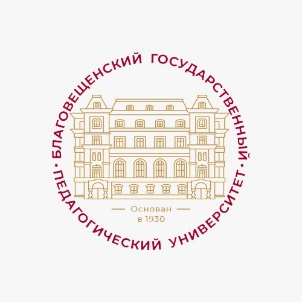 БЛАГОВЕЩЕНСКИЙ ГОСУДАРСТВЕННЫЙ
ПЕДАГОГИЧЕСКИЙ УНИВЕРСИТЕТ
Основан
в 1930